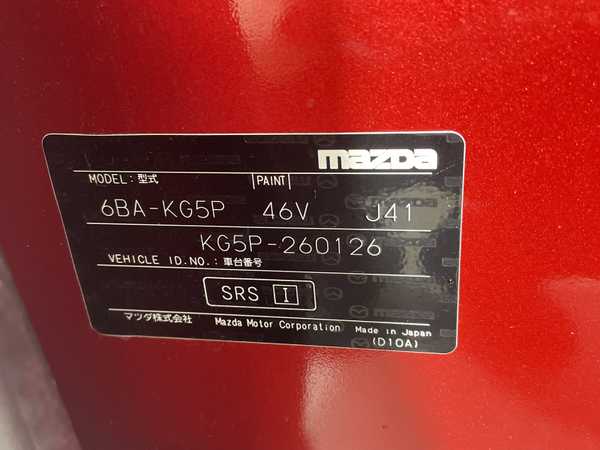 mazda
MODEL: 型式 PAINT
6BA-KG5P 46V J41
KG5P-260126
VEHICLE ID.NO.: 車台番号
SRS I
マツダ株式会社 Mazda Motor Corporation Made in Japan
(D10A)